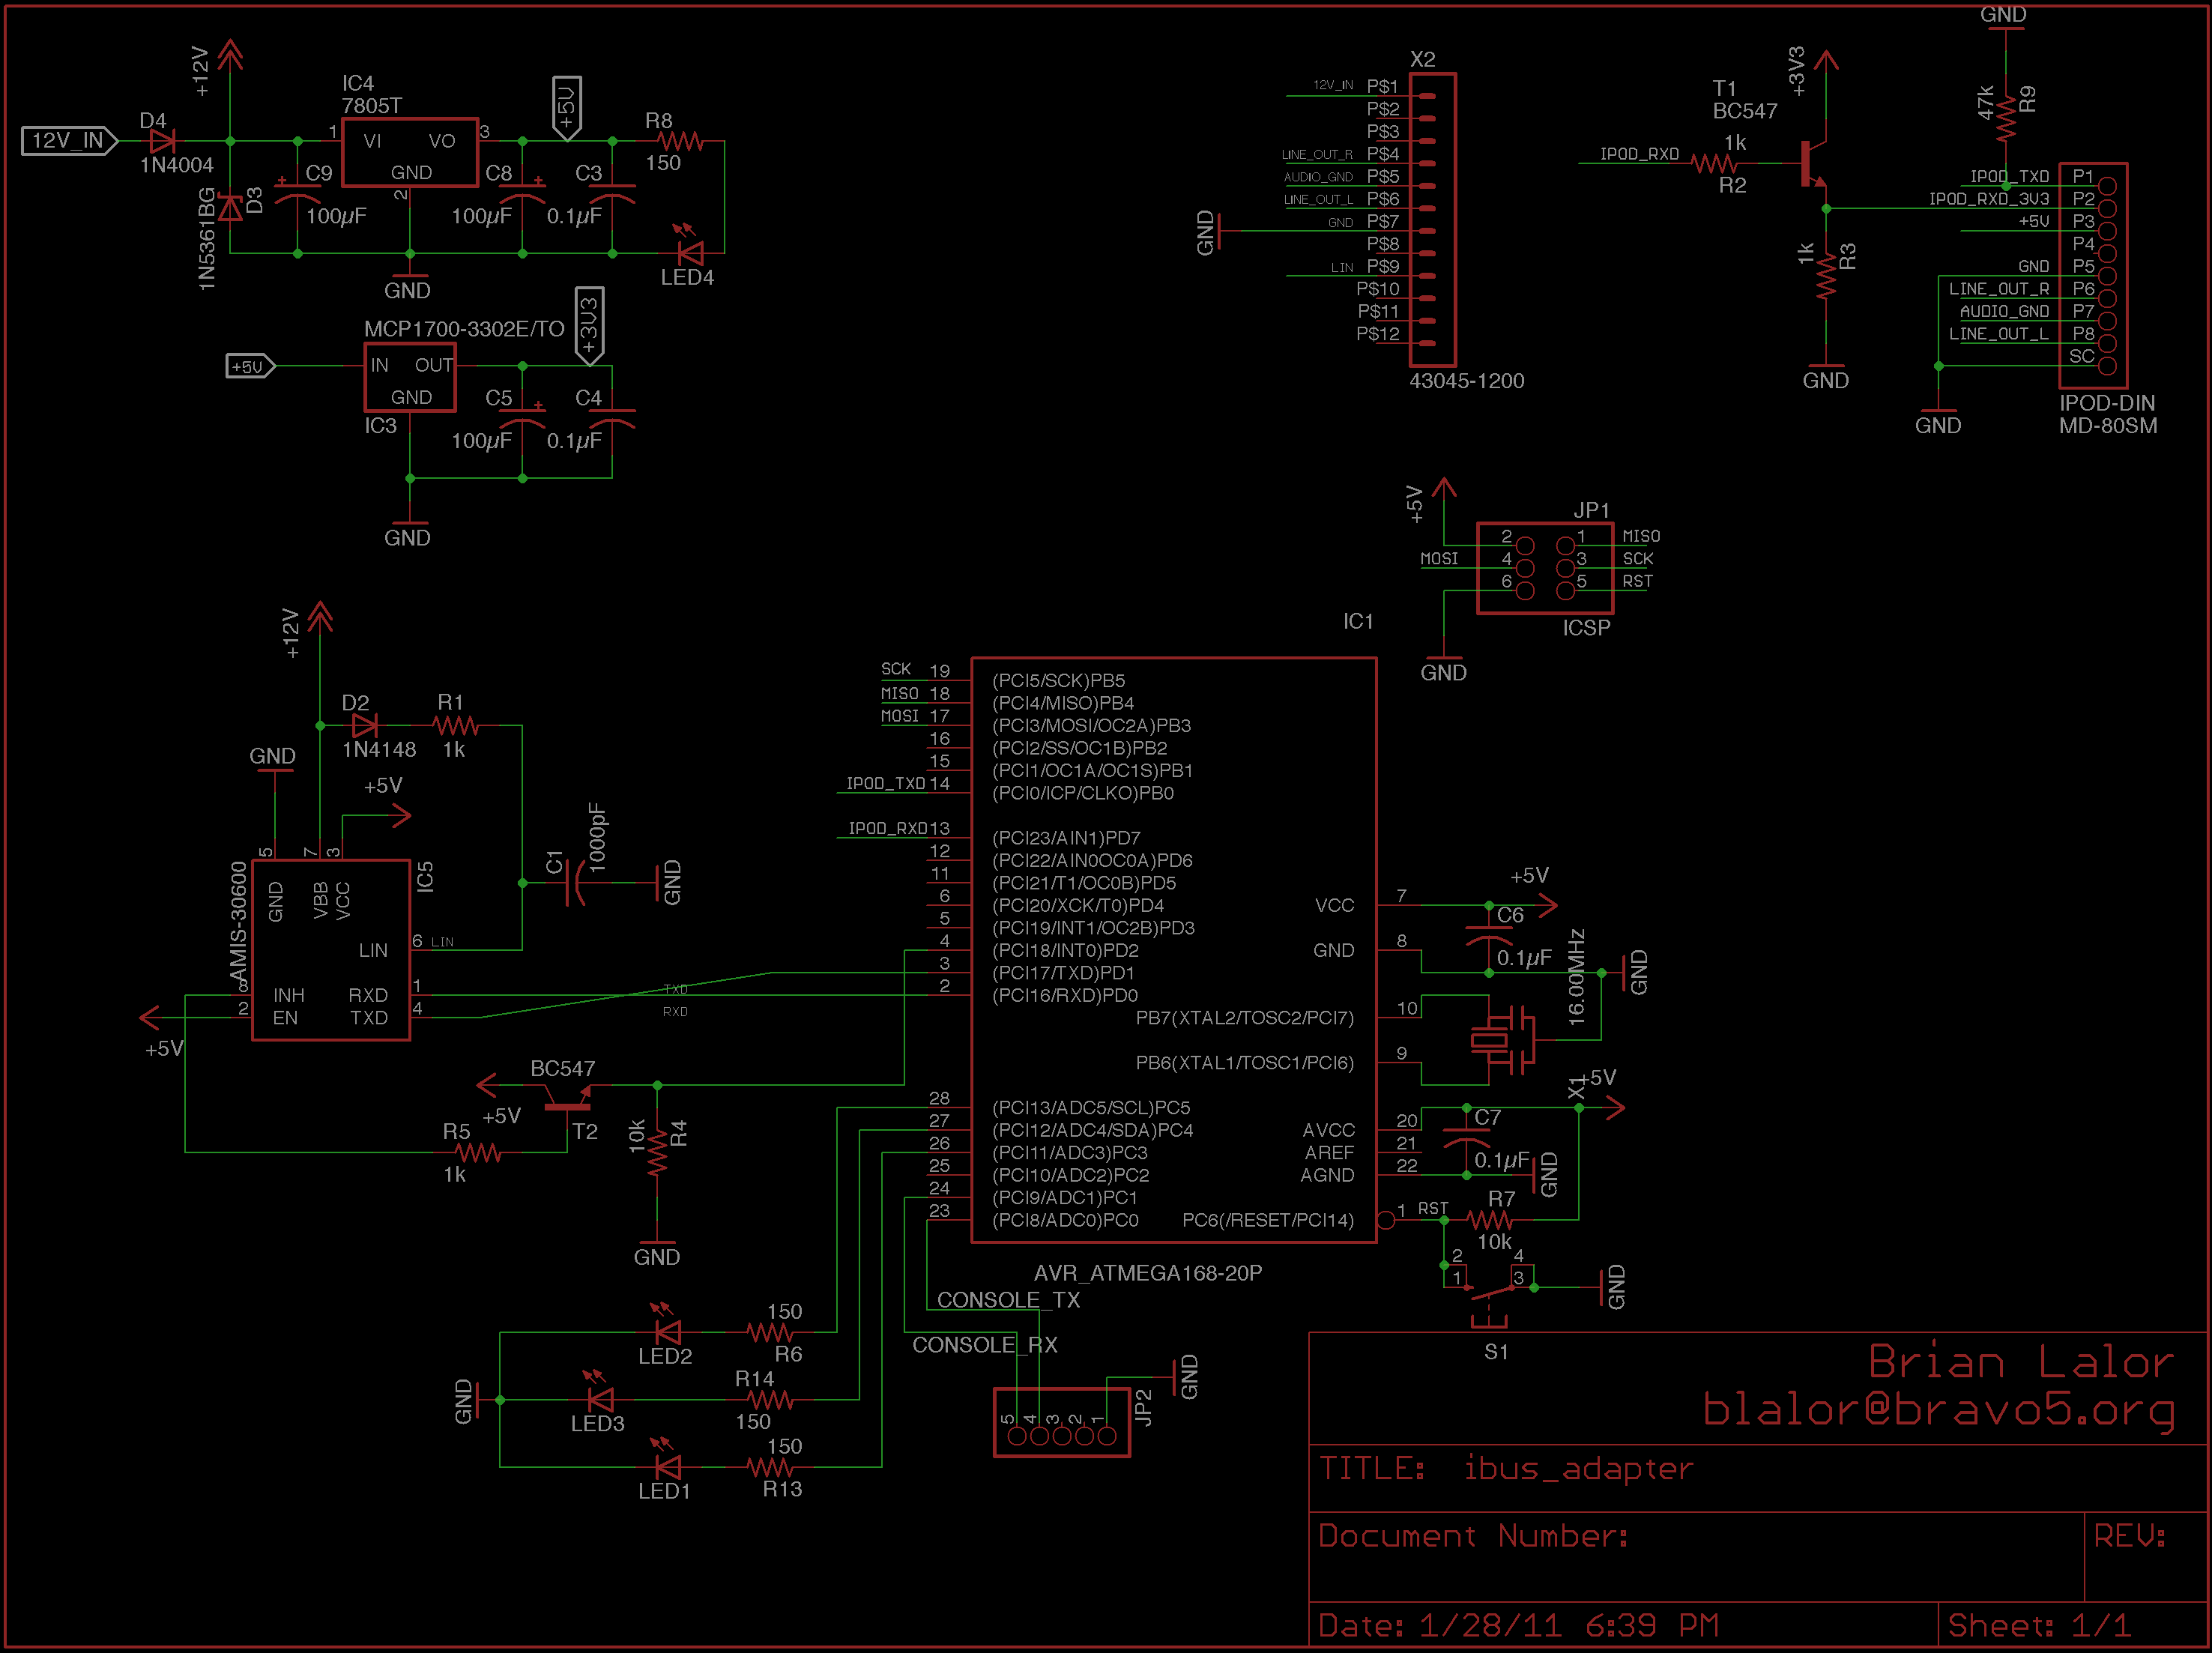 +12V
IC4
7805T
12V_IN
D4
1N4004
1
VI
VO
3
GND
2
+5V
R8
150
C9
100µF
C8
100µF
C3
0.1µF
D3
1N5361BG
LED4
GND
MCP1700-3302E/TO
+3V3
+5V
IN
OUT
GND
IC3
C5
100µF
C4
0.1µF
GND
X2
12V_IN P$1
P$2
P$3
LINE_OUT_R P$4
AUDIO_GND P$5
LINE_OUT_L P$6
GND
GND P$7
P$8
LIN P$9
P$10
P$11
P$12
43045-1200
T1
BC547
+3V3
IPOD_RXD
1k
R2
1k
R3
GND
GND
47k
R9
IPOD_TXD P1
IPOD_RXD_3V3 P2
+5V P3
P4
GND P5
LINE_OUT_R P6
AUDIO_GND P7
LINE_OUT_L P8
SC
GND
IPOD-DIN
MD-80SM
+5V
JP1
2 1 MISO
MOSI 4 3 SCK
6 5 RST
ICSP
GND
+12V
D2
1N4148
R1
1k
GND
+5V
5
7
3
GND
VBB
VCC
IC5
AMIS-30600
C1
1000pF
GND
LIN
6 LIN
8 INH
RXD 1
2 EN
TXD 4
+5V
TXD
RXD
BC547
+5V
T2
R5
1k
10k
R4
GND
IC1
SCK 19 (PCI5/SCK)PB5
MISO 18 (PCI4/MISO)PB4
MOSI 17 (PCI3/MOSI/OC2A)PB3
16 (PCI2/SS/OC1B)PB2
15 (PCI1/OC1A/OC1S)PB1
IPOD_TXD 14 (PCI0/ICP/CLKO)PB0
IPOD_RXD 13 (PCI23/AIN1)PD7
12 (PCI22/AIN0OC0A)PD6
11 (PCI21/T1/OC0B)PD5
6 (PCI20/XCK/T0)PD4
5 (PCI19/INT1/OC2B)PD3
4 (PCI18/INT0)PD2
3 (PCI17/TXD)PD1
2 (PCI16/RXD)PD0
28 (PCI13/ADC5/SCL)PC5
27 (PCI12/ADC4/SDA)PC4
26 (PCI11/ADC3)PC3
25 (PCI10/ADC2)PC2
24 (PCI9/ADC1)PC1
23 (PCI8/ADC0)PC0
VCC 7
GND 8
PB7(XTAL2/TOSC2/PCI7) 10
PB6(XTAL1/TOSC1/PCI6) 9
AVCC 20
AREF 21
AGND 22
PC6(/RESET/PCI14) 1 RST
AVR_ATMEGA168-20P
+5V
C6
0.1µF
GND
16.00MHz
X1
+5V
C7
0.1µF
GND
R7
10k
2 4
1 3
GND
S1
CONSOLE_TX
CONSOLE_RX
GND
5 4 3 2 1
JP2
150
LED2
R6
R14
GND
LED3
150
150
LED1
R13
Brian Lalor
blalor@bravo5.org
TITLE: ibus_adapter
Document Number:
REV:
Date: 1/28/11 6:39 PM
Sheet: 1/1